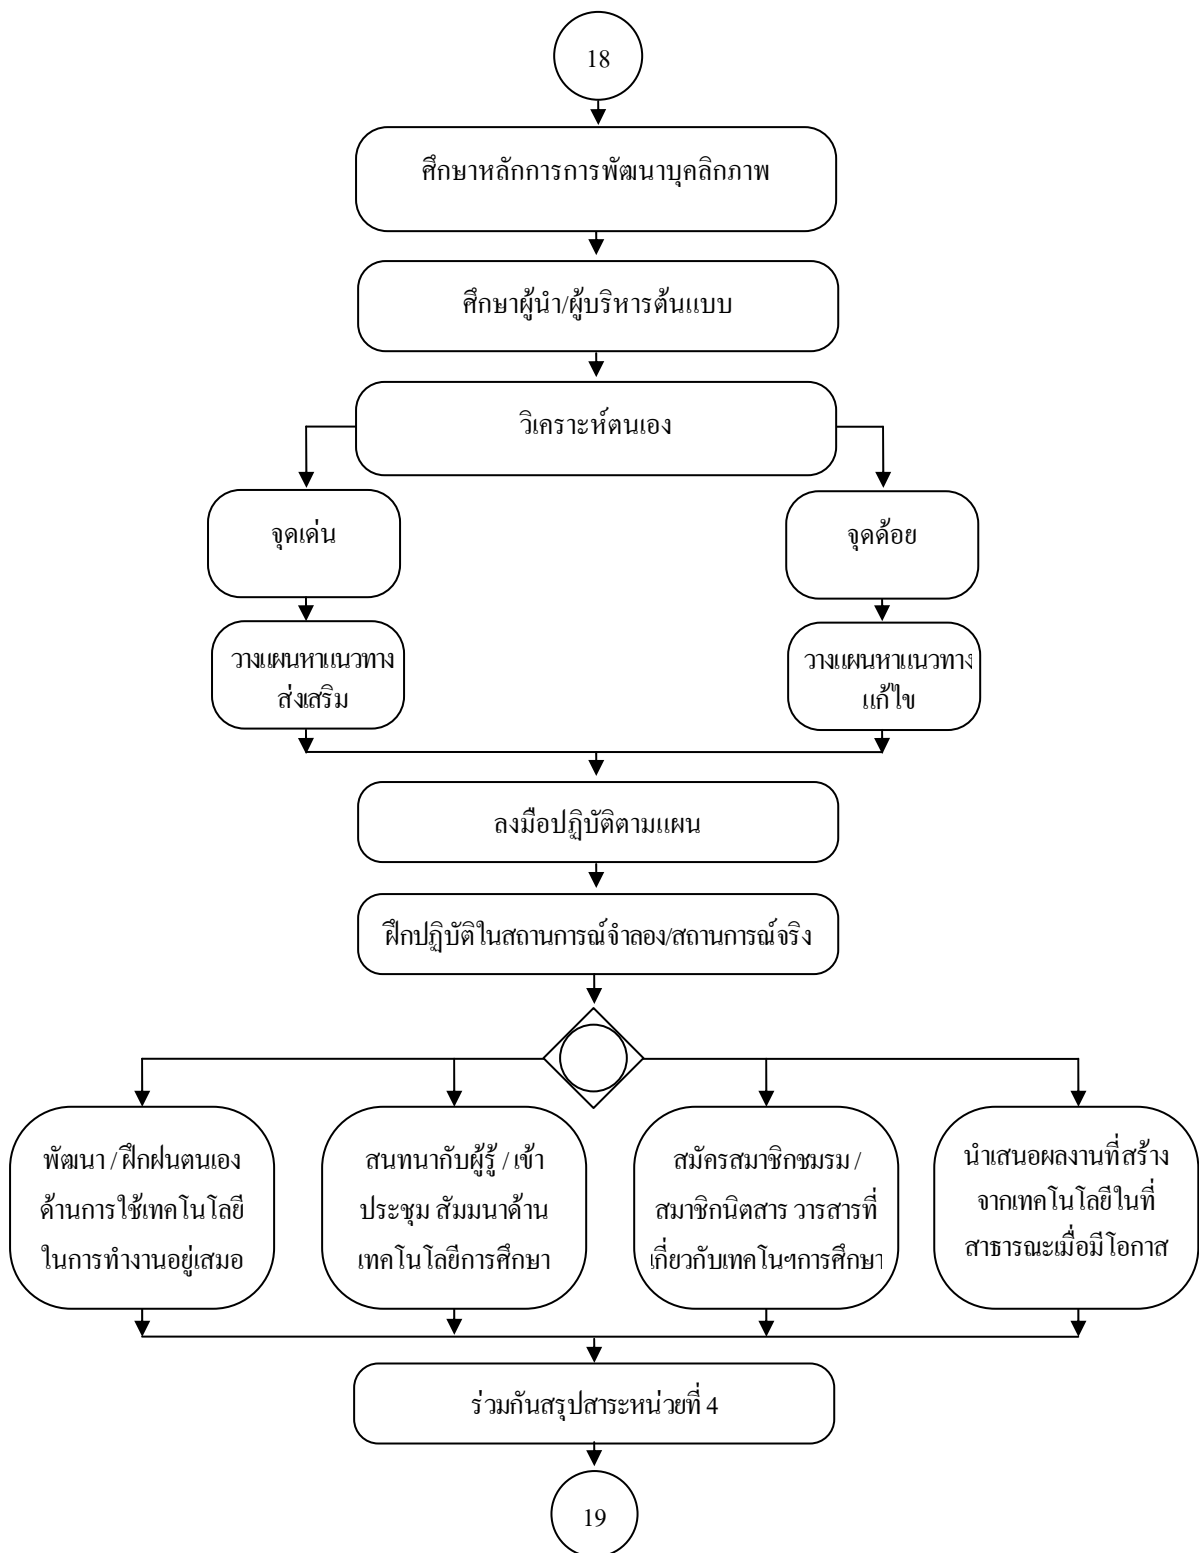 18
ศึกษาหลักการการพัฒนาบุคลิกภาพ
ศึกษาผู้นำ/ผู้บริหารต้นแบบ
วิเคราะห์ตนเอง
จุดเด่น
จุดด้อย
วางแผนหาแนวทาง
ส่งเสริม
วางแผนหาแนวทาง
แก้ไข
ลงมือปฏิบัติตามแผน
ฝึกปฏิบัติในสถานการณ์จำลอง/สถานการณ์จริง
พัฒนา / ฝึกฝนตนเอง
ด้านการใช้เทคโนโลยี
ในการทำงานอยู่เสมอ
สนทนากับผู้รู้ / เข้า
ประชุม สัมมนาด้าน
เทคโนโลยีการศึกษา
สมัครสมาชิกชมรม /
สมาชิกนิตสาร วารสารที่
เกี่ยวกับเทคโนฯการศึกษา
นำเสนอผลงานที่สร้าง
จากเทคโนโลยีในที่
สาธารณะเมื่อมีโอกาส
ร่วมกันสรุปสาระหน่วยที่ 4
19